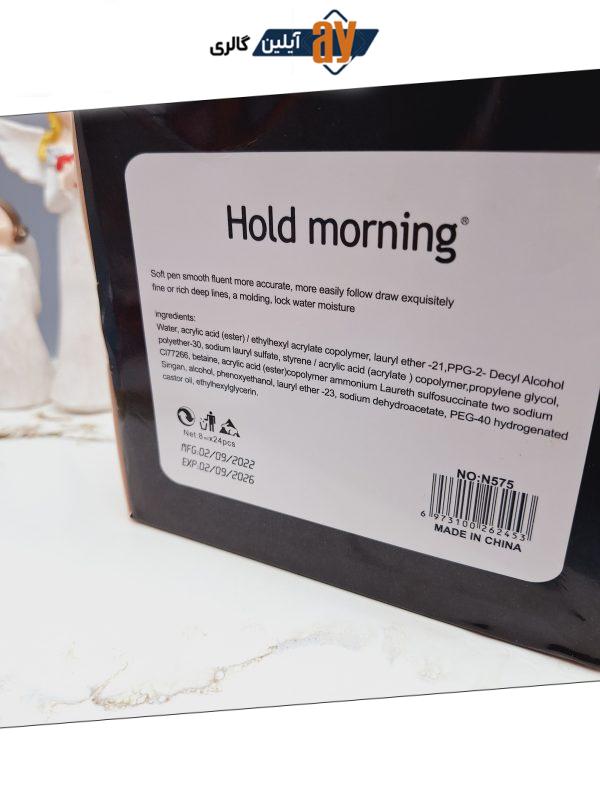 گالری آیلین ay
Hold morning®
Soft pen smooth fluent more accurate, more easily follow draw exquisitely
fine or rich deep lines, a molding, lock water moisture
ingredients:
Water, acrylic acid (ester) / ethylhexyl acrylate copolymer, lauryl ether -21,PPG-2- Decyl Alcohol
polyether-30, sodium lauryl sulfate, styrene / acrylic acid (acrylate ) copolymer,propylene glycol,
CI77266, betaine, acrylic acid (ester)copolymer ammonium Laureth sulfosuccinate two sodium
Singan, alcohol, phenoxyethanol, lauryl ether -23, sodium dehydroacetate, PEG-40 hydrogenated
castor oil, ethylhexylglycerin.
Net:8mlx24pcs
MFG:02/09/2022
EXP:02/09/2026
NO:N575
6 973100 262453
MADE IN CHINA